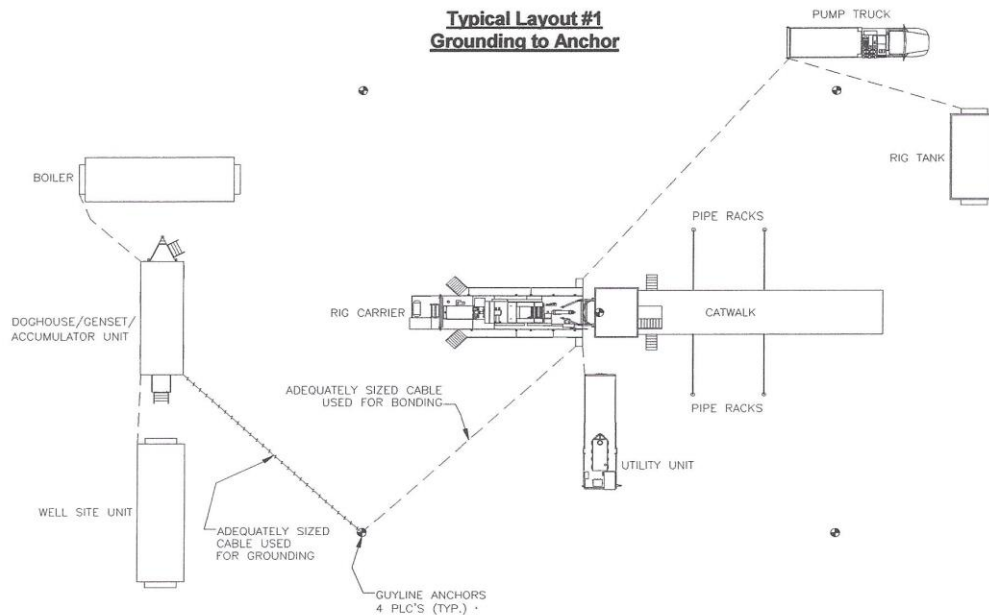 Typical Layout #1
Grounding to Anchor
PUMP TRUCK
RIG TANK
BOILER
PIPE RACKS
DOGHOUSE/GENSET/
ACCUMULATOR UNIT
RIG CARRIER
CATWALK
ADEQUATELY SIZED CABLE
USED FOR BONDING
PIPE RACKS
UTILITY UNIT
WELL SITE UNIT
ADEQUATELY SIZED
CABLE USED
FOR GROUNDING
GUYLINE ANCHORS
4 PLC'S (TYP.)